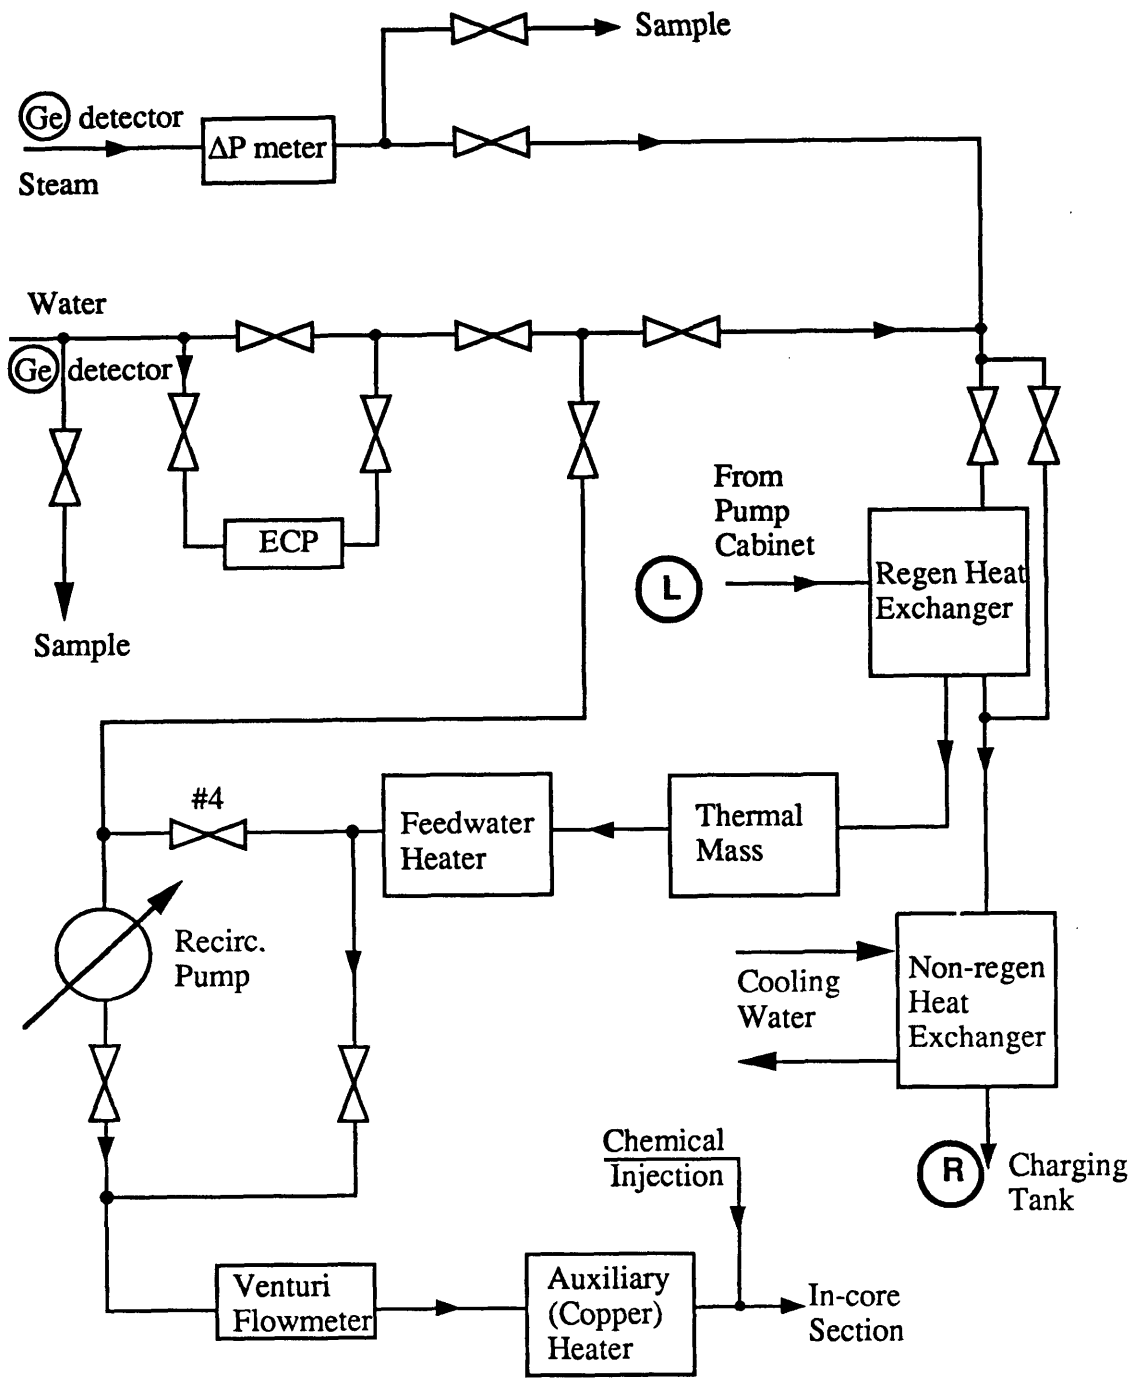 Sample
Ge detector
ΔP meter
Steam
Water
Ge detector
ECP
Sample
From
Pump
Cabinet
L
Regen Heat
Exchanger
#4
Feedwater
Heater
Thermal
Mass
Recirc.
Pump
Cooling
Water
Non-regen
Heat
Exchanger
Chemical
Injection
R
Charging
Tank
Venturi
Flowmeter
Auxiliary
(Copper)
Heater
In-core
Section